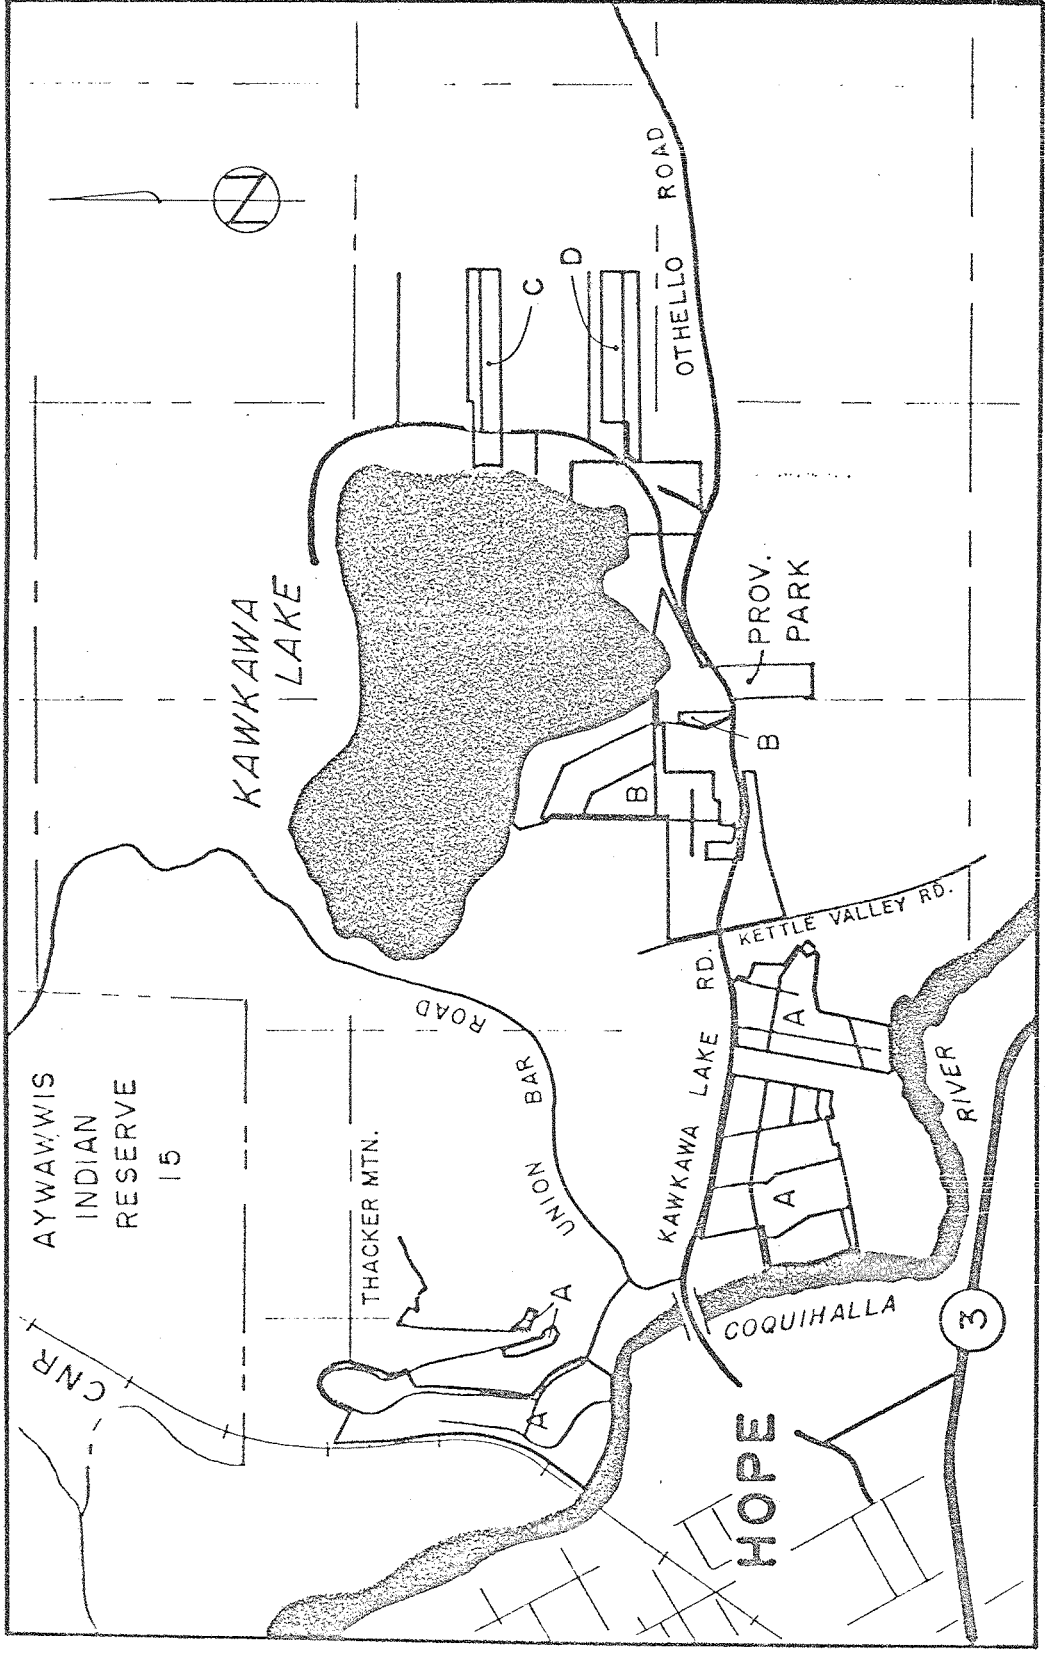 AYWAWWIS
INDIAN
RESERVE
15
CNR
THACKER MTN.
KAWKAWA
LAKE
N
UNION BAR ROAD
A
A
A
A
B
B
C
D
KAWKAWA LAKE RD.
OTHELLO ROAD
PROV.
PARK
KETTLE VALLEY RD.
COQUIHALLA RIVER
HOPE
3